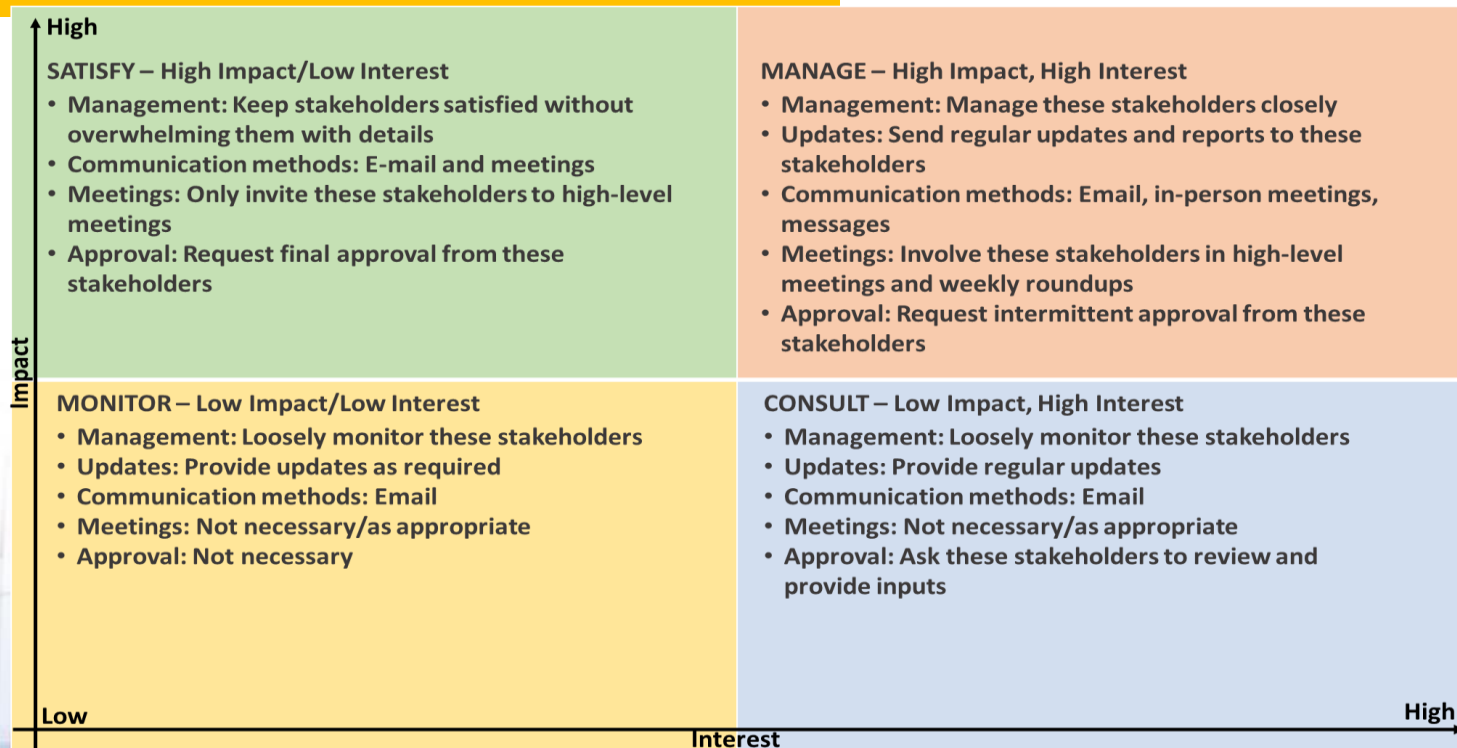 High
SATISFY – High Impact/Low Interest
• Management: Keep stakeholders satisfied without
overwhelming them with details
• Communication methods: E-mail and meetings
• Meetings: Only invite these stakeholders to high-level
meetings
• Approval: Request final approval from these
stakeholders
MANAGE – High Impact, High Interest
• Management: Manage these stakeholders closely
• Updates: Send regular updates and reports to these
stakeholders
• Communication methods: Email, in-person meetings,
messages
• Meetings: Involve these stakeholders in high-level
meetings and weekly roundups
• Approval: Request intermittent approval from these
stakeholders
Impact
MONITOR – Low Impact/Low Interest
• Management: Loosely monitor these stakeholders
• Updates: Provide updates as required
• Communication methods: Email
• Meetings: Not necessary/as appropriate
• Approval: Not necessary
CONSULT – Low Impact, High Interest
• Management: Loosely monitor these stakeholders
• Updates: Provide regular updates
• Communication methods: Email
• Meetings: Not necessary/as appropriate
• Approval: Ask these stakeholders to review and
provide inputs
Low
High
Interest